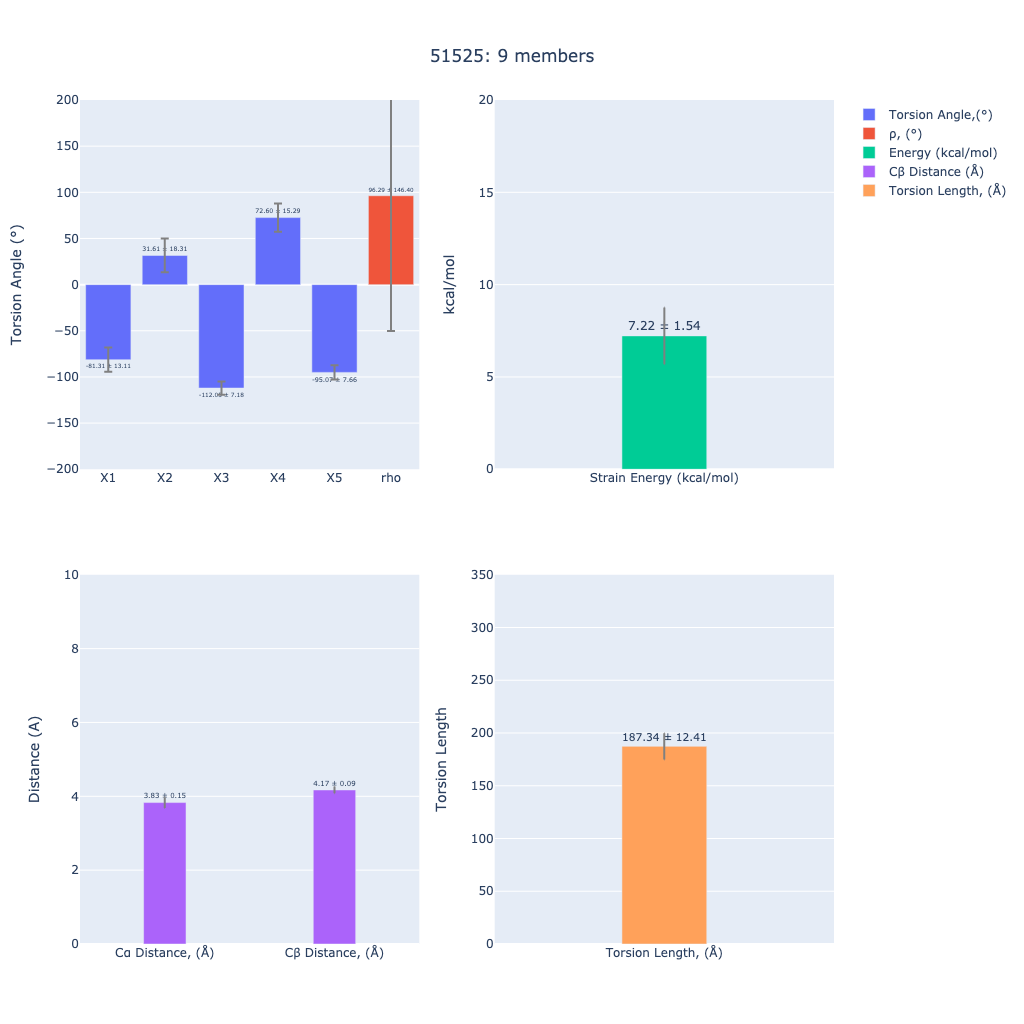 51525: 9 members
Torsion Angle (°)
200
150
100
50
0
−50
−100
−150
−200
-81.31 ± 13.11
31.61 ± 18.31
72.60 ± 15.29
-95.07 ± 7.66
96.29 ± 146.40
X1 X2 X3 X4 X5 rho
kcal/mol
20
15
10
5
0
7.22 ± 1.54
Strain Energy (kcal/mol)
Torsion Angle,(°)
ρ, (°)
Energy (kcal/mol)
Cβ Distance (Å)
Torsion Length, (Å)
Distance (A)
10
8
6
4
2
0
3.83 ± 0.15
4.17 ± 0.09
Cα Distance, (Å) Cβ Distance, (Å)
Torsion Length
350
300
250
200
150
100
50
0
187.34 ± 12.41
Torsion Length, (Å)